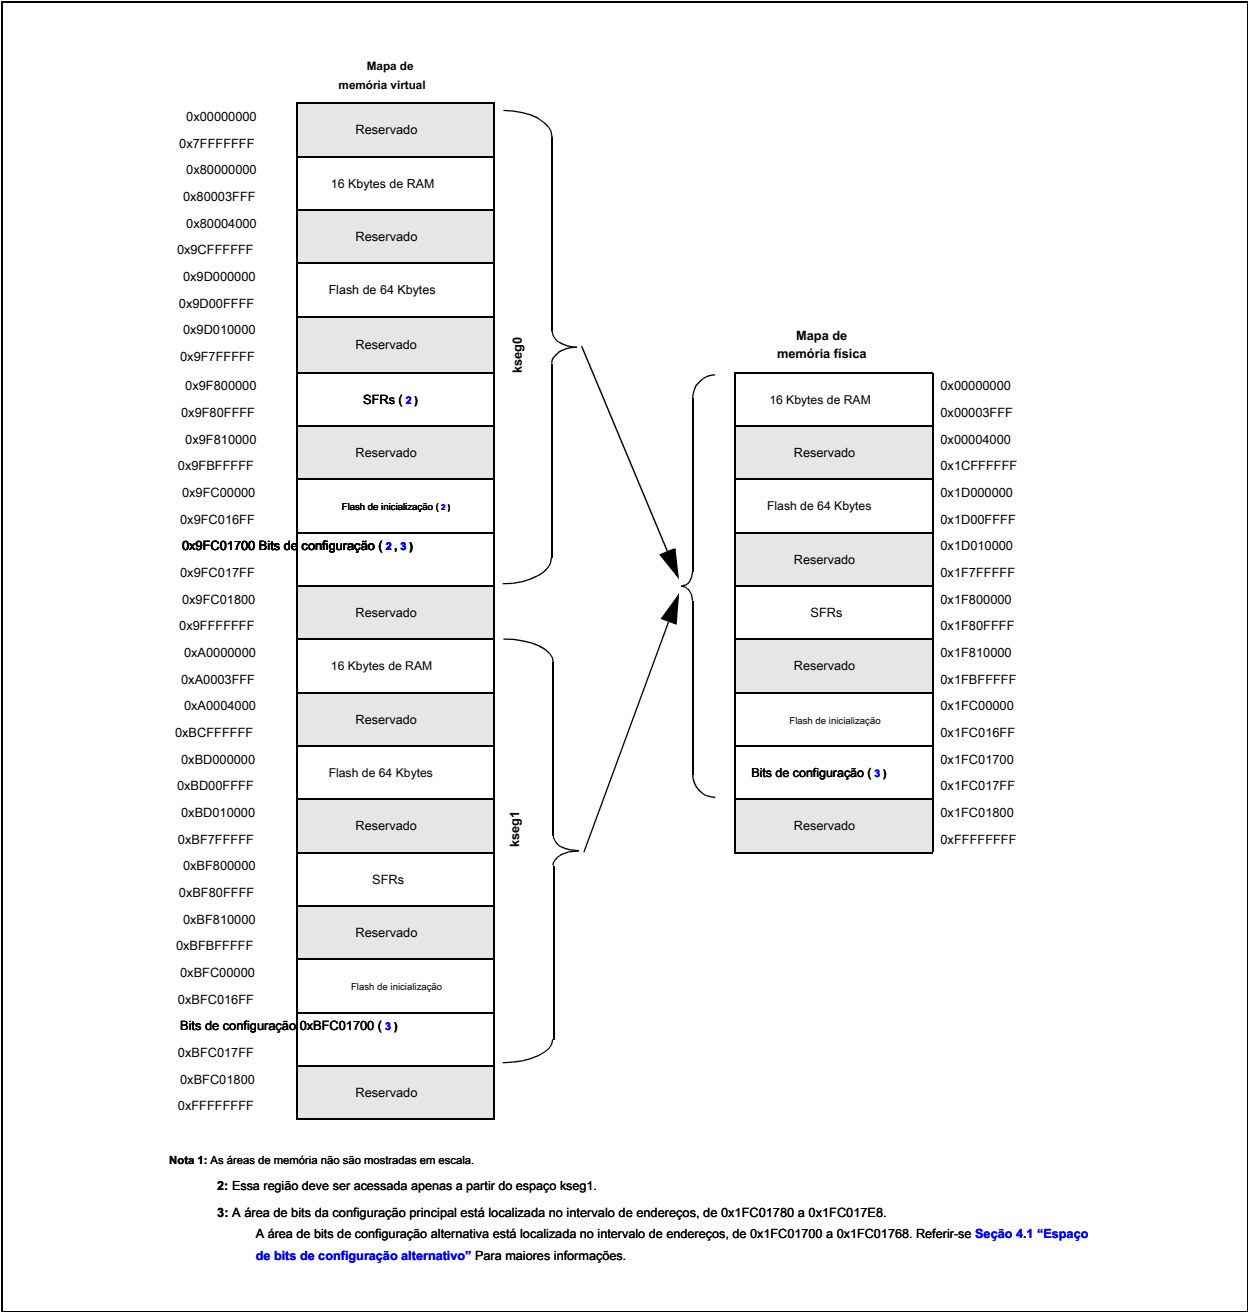 Mapa de
memória virtual
0x00000000
Reservado
0x7FFFFFFF
0x80000000
16 Kbytes de RAM
0x80003FFF
0x80004000
Reservado
0x9CFFFFFF
0x9D000000
Flash de 64 Kbytes
0x9D00FFFF
0x9D010000
Reservado
0x9F7FFFFF
0x9F800000
SFRs ( 2 )
0x9F80FFFF
0x9F810000
Reservado
0x9FBFFFFF
0x9FC00000
Flash de inicialização ( 2 )
0x9FC016FF
0x9FC01700 Bits de configuração ( 2 , 3 )
0x9FC017FF
0x9FC01800
Reservado
0x9FFFFFFF
kseg0
0xA0000000
16 Kbytes de RAM
0xA0003FFF
0xA0004000
Reservado
0xBCFFFFFF
0xBD000000
Flash de 64 Kbytes
0xBD00FFFF
0xBD010000
Reservado
0xBF7FFFFF
0xBF800000
SFRs
0xBF80FFFF
0xBF810000
Reservado
0xBFBFFFFF
0xBFC00000
Flash de inicialização
0xBFC016FF
Bits de configuração 0xBFC01700 ( 3 )
0xBFC017FF
0xBFC01800
Reservado
0xFFFFFFFF
kseg1
Mapa de
memória física
16 Kbytes de RAM
0x00000000
0x00003FFF
Reservado
0x00004000
0x1CFFFFFF
Flash de 64 Kbytes
0x1D000000
0x1D00FFFF
Reservado
0x1D010000
0x1F7FFFFF
SFRs
0x1F800000
0x1F80FFFF
Reservado
0x1F810000
0x1FBFFFFF
Flash de inicialização
0x1FC00000
0x1FC016FF
Bits de configuração ( 3 )
0x1FC01700
0x1FC017FF
Reservado
0x1FC01800
0xFFFFFFFF
Nota 1: As áreas de memória não são mostradas em escala.
2: Essa região deve ser acessada apenas a partir do espaço kseg1.
3: A área de bits da configuração principal está localizada no intervalo de endereços, de 0x1FC01780 a 0x1FC017E8.
A área de bits de configuração alternativa está localizada no intervalo de endereços, de 0x1FC01700 a 0x1FC01768. Referir-se Seção 4.1 “Espaço
de bits de configuração alternativo” Para maiores informações.